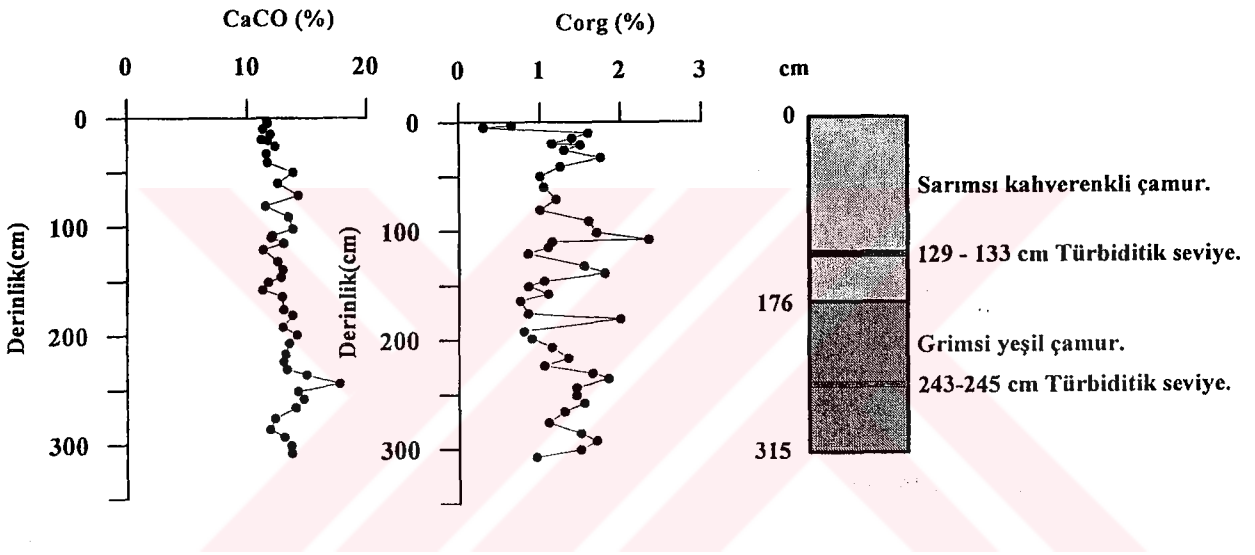 CaCO (%)
0 10 20
0
100
200
300
Derinlik(cm)
Corg (%)
0 1 2 3
0
100
200
300
Derinlik(cm)
cm
0
176
315
Sarımsı kahverenkli çamur.
129 - 133 cm Türbiditik seviye.
Grimsi yeşil çamur.
243-245 cm Türbiditik seviye.